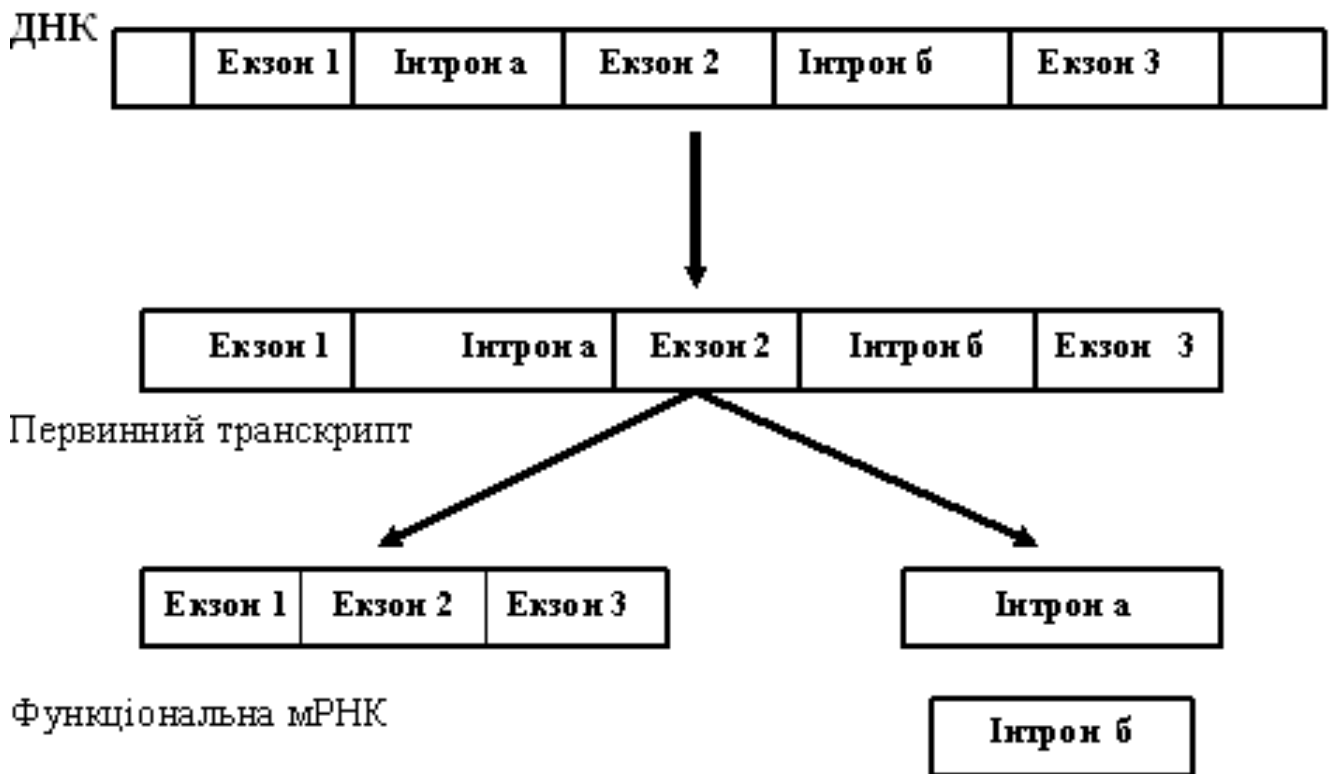 ДНК
Екзон 1 Інтрон а Екзон 2 Інтрон б Екзон 3
Екзон 1 Інтрон а Екзон 2 Інтрон б Екзон 3
Первинний транскрипт
Екзон 1 Екзон 2 Екзон 3 Інтрон а
Функціональна мРНК
Інтрон б